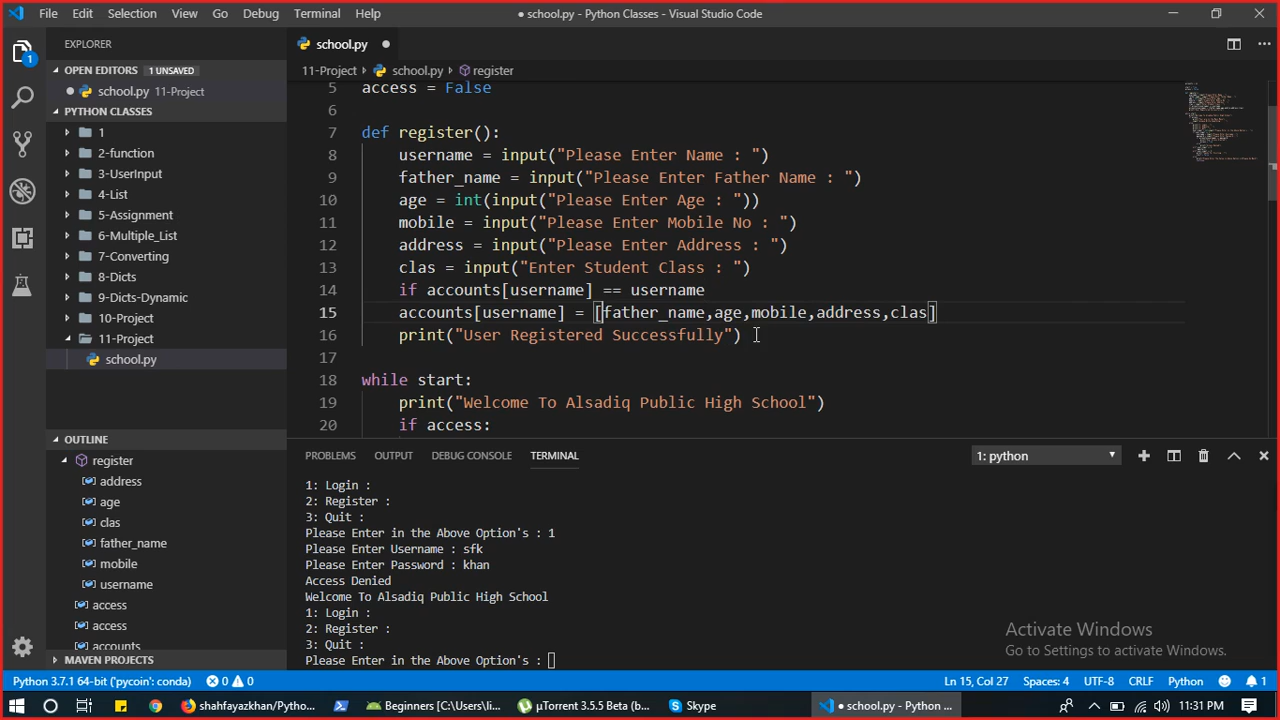 File Edit Selection View Go Debug Terminal Help
● school.py - Python Classes - Visual Studio Code
EXPLORER
school.py ●
OPEN EDITORS 1 UNSAVED
● school.py 11-Project
11-Project › school.py › register
PYTHON CLASSES
1
2-function
3-UserInput
4-List
5-Assignment
6-Multiple_List
7-Converting
8-Dicts
9-Dicts-Dynamic
10-Project
11-Project
school.py
5 access = False
6
7 def register():
8 username = input("Please Enter Name : ")
9 father_name = input("Please Enter Father Name : ")
10 age = int(input("Please Enter Age : "))
11 mobile = input("Please Enter Mobile No : ")
12 address = input("Please Enter Address : ")
13 clas = input("Enter Student Class : ")
14 if accounts[username] == username
15 accounts[username] = [father_name,age,mobile,address,clas]
16 print("User Registered Successfully")
17
18 while start:
19 print("Welcome To Alsadiq Public High School")
20 if access:
OUTLINE
register
address
age
clas
father_name
mobile
username
access
access
accounts
MAVEN PROJECTS
PROBLEMS OUTPUT DEBUG CONSOLE TERMINAL
1: python
1: Login :
2: Register :
3: Quit :
Please Enter in the Above Option's : 1
Please Enter Username : sfk
Please Enter Password : khan
Access Denied
Welcome To Alsadiq Public High School
1: Login :
2: Register :
3: Quit :
Please Enter in the Above Option's :
Activate Windows
Go to Settings to activate Windows.
Python 3.7.1 64-bit ('pycoin': conda) 0 0
Ln 15, Col 27 Spaces: 4 UTF-8 CRLF Python 1
shahfayazkhan/Pytho...
Beginners [C:\Users\li...
µTorrent 3.5.5 Beta (b...
Skype
● school.py - Python ...
11:31 PM